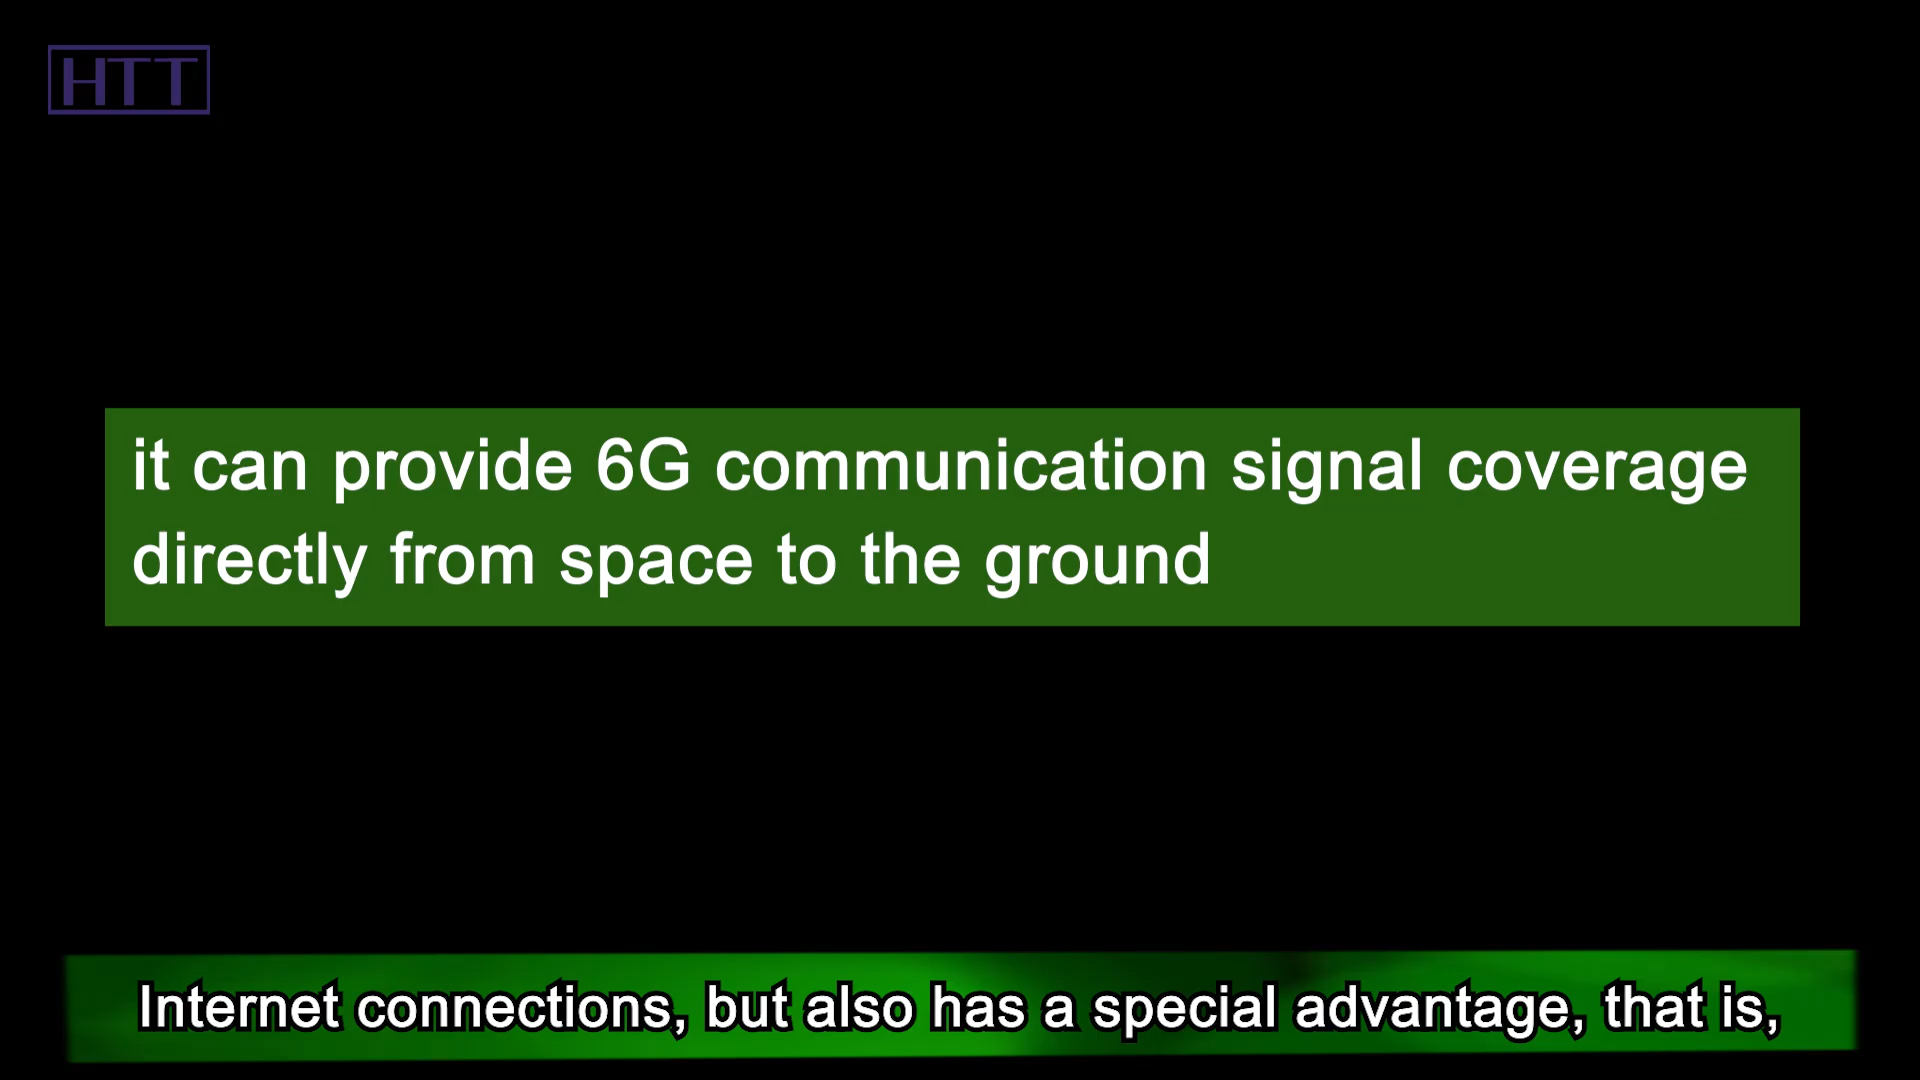 HTT
it can provide 6G communication signal coverage
directly from space to the ground
Internet connections, but also has a special advantage, that is,